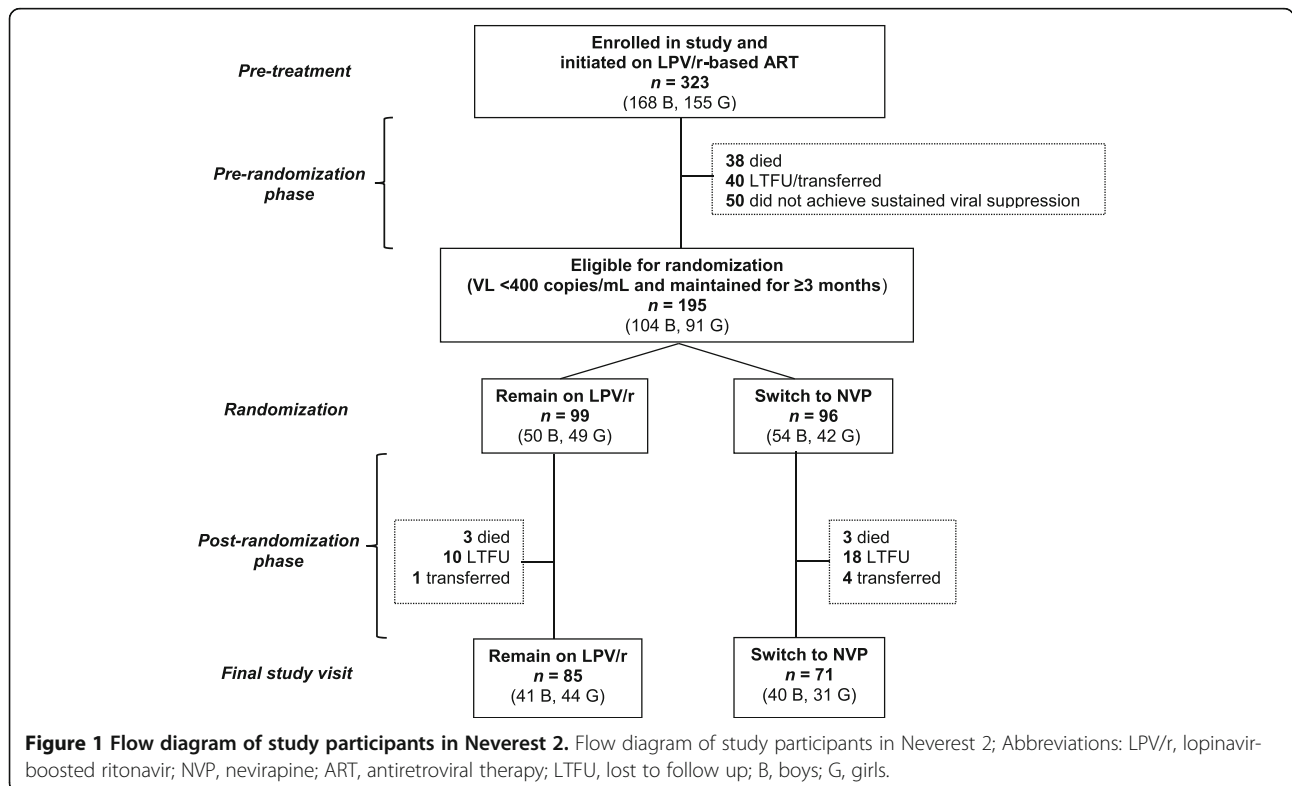 Pre-treatment
Enrolled in study and
initiated on LPV/r-based ART
n = 323
(168 B, 155 G)
Pre-randomization
phase
38 died
40 LTFU/transferred
50 did not achieve sustained viral suppression
Eligible for randomization
(VL <400 copies/mL and maintained for ≥3 months)
n = 195
(104 B, 91 G)
Randomization
Remain on LPV/r
n = 99
(50 B, 49 G)
Switch to NVP
n = 96
(54 B, 42 G)
Post-randomization
phase
3 died
10 LTFU
1 transferred
3 died
18 LTFU
4 transferred
Final study visit
Remain on LPV/r
n = 85
(41 B, 44 G)
Switch to NVP
n = 71
(40 B, 31 G)
Figure 1 Flow diagram of study participants in Neverest 2. Flow diagram of study participants in Neverest 2; Abbreviations: LPV/r, lopinavir-
boosted ritonavir; NVP, nevirapine; ART, antiretroviral therapy; LTFU, lost to follow up; B, boys; G, girls.